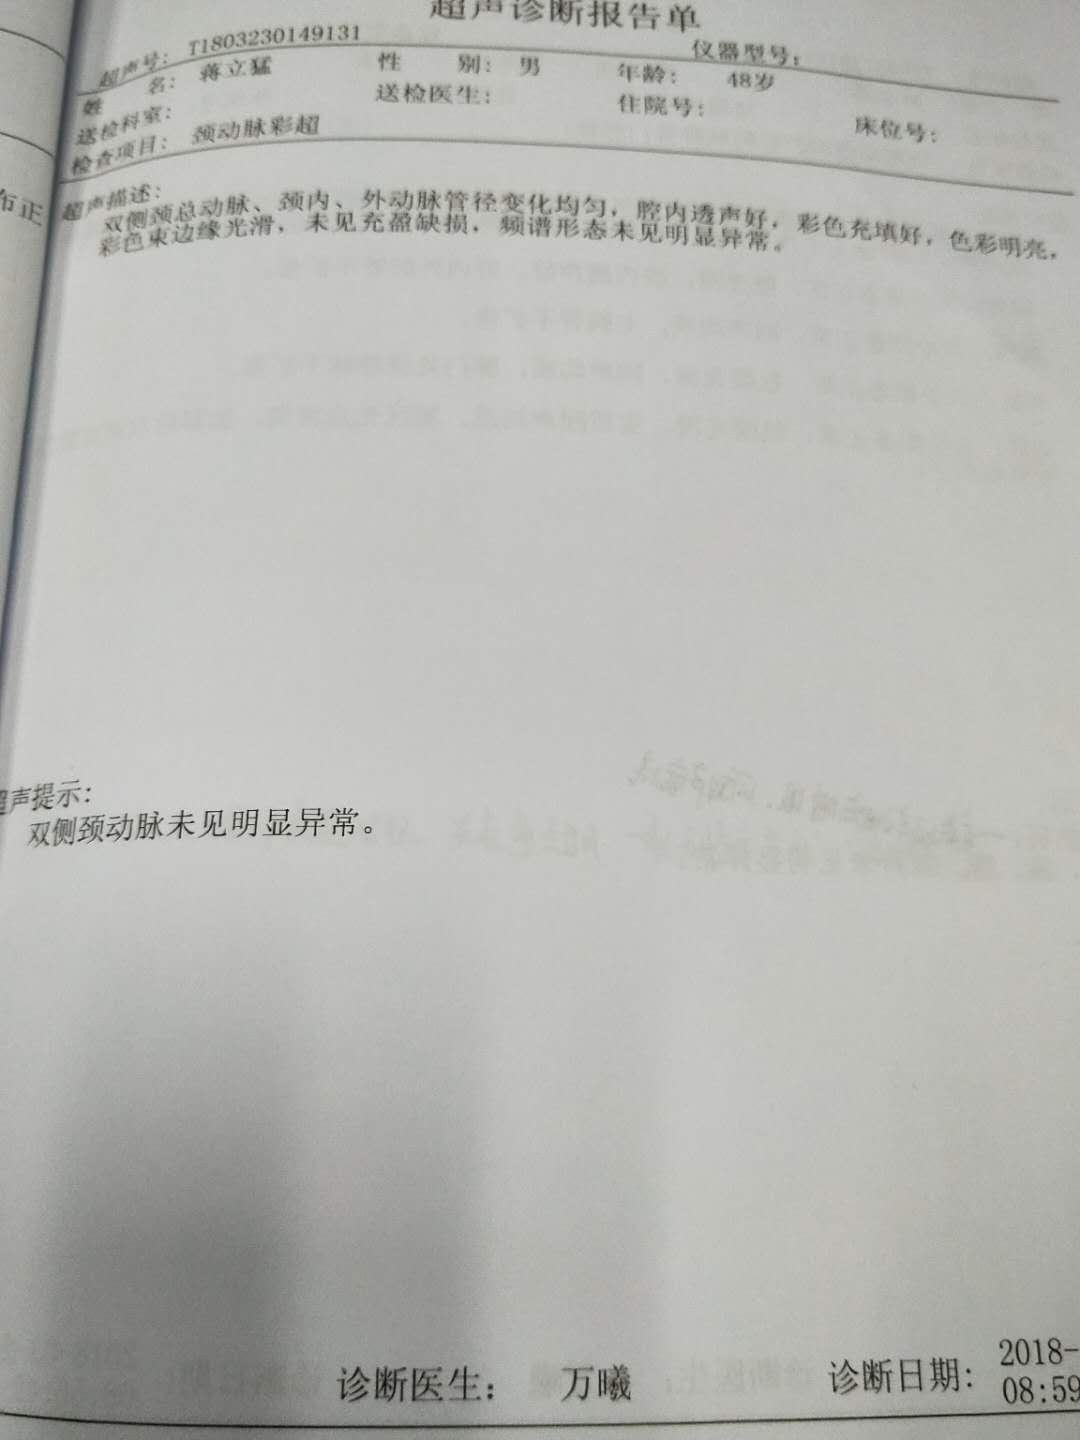 超声诊断报告单
超声号: T1803230149131 仪器型号:
姓 名: 蒋立猛 性 别: 男 年龄: 48岁
送检科室: 送检医生: 住院号: 床位号:
检查项目: 颈动脉彩超
超声描述:
双侧颈总动脉、颈内、外动脉管径变化均匀，腔内透声好，彩色充填好，色彩明亮，
彩色束边缘光滑，未见充盈缺损，频谱形态未见明显异常。
布正
超声提示:
双侧颈动脉未见明显异常。
诊断医生: 万曦 诊断日期: 2018-
08:59